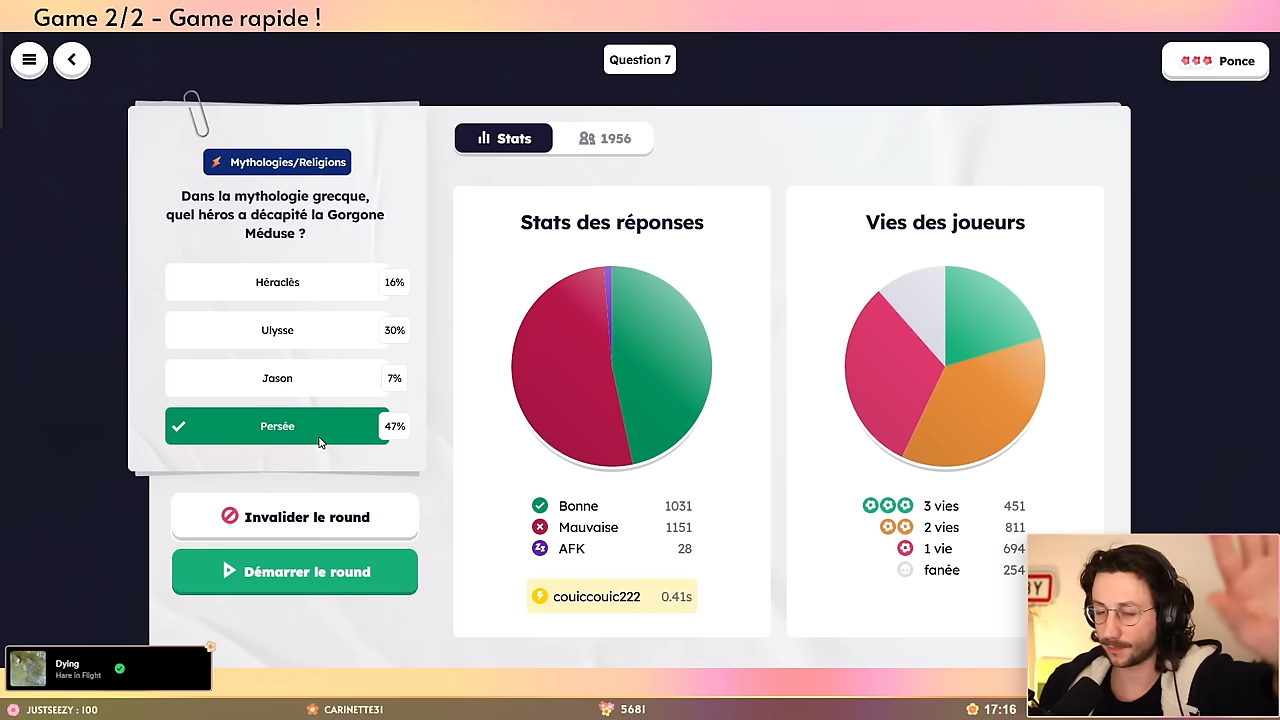 Game 2/2 - Game rapide !
Question 7
Ponce
Mythologies/Religions
Dans la mythologie grecque,
quel héros a décapité la Gorgone
Méduse ?
Héraclès 16%
Ulysse 30%
Jason 7%
Persée 47%
Invalider le round
Démarrer le round
Stats 1956
Stats des réponses
Bonne 1031
Mauvaise 1151
AFK 28
couiccouic222 0.41s
Vies des joueurs
3 vies 451
2 vies 811
1 vie 694
fanée 254
Dying
Hare in Flight
JUSTSEEZY : 100 CARINETTE31 5681 17:16